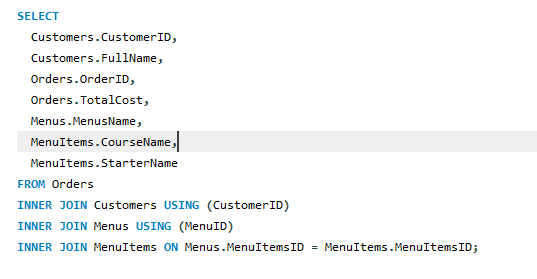 SELECT
Customers.CustomerID,
Customers.FullName,
Orders.OrderID,
Orders.TotalCost,
Menus.MenusName,
MenuItems.CourseName,
MenuItems.StarterName
FROM Orders
INNER JOIN Customers USING (CustomerID)
INNER JOIN Menus USING (MenuID)
INNER JOIN MenuItems ON Menus.MenuItemsID = MenuItems.MenuItemsID;